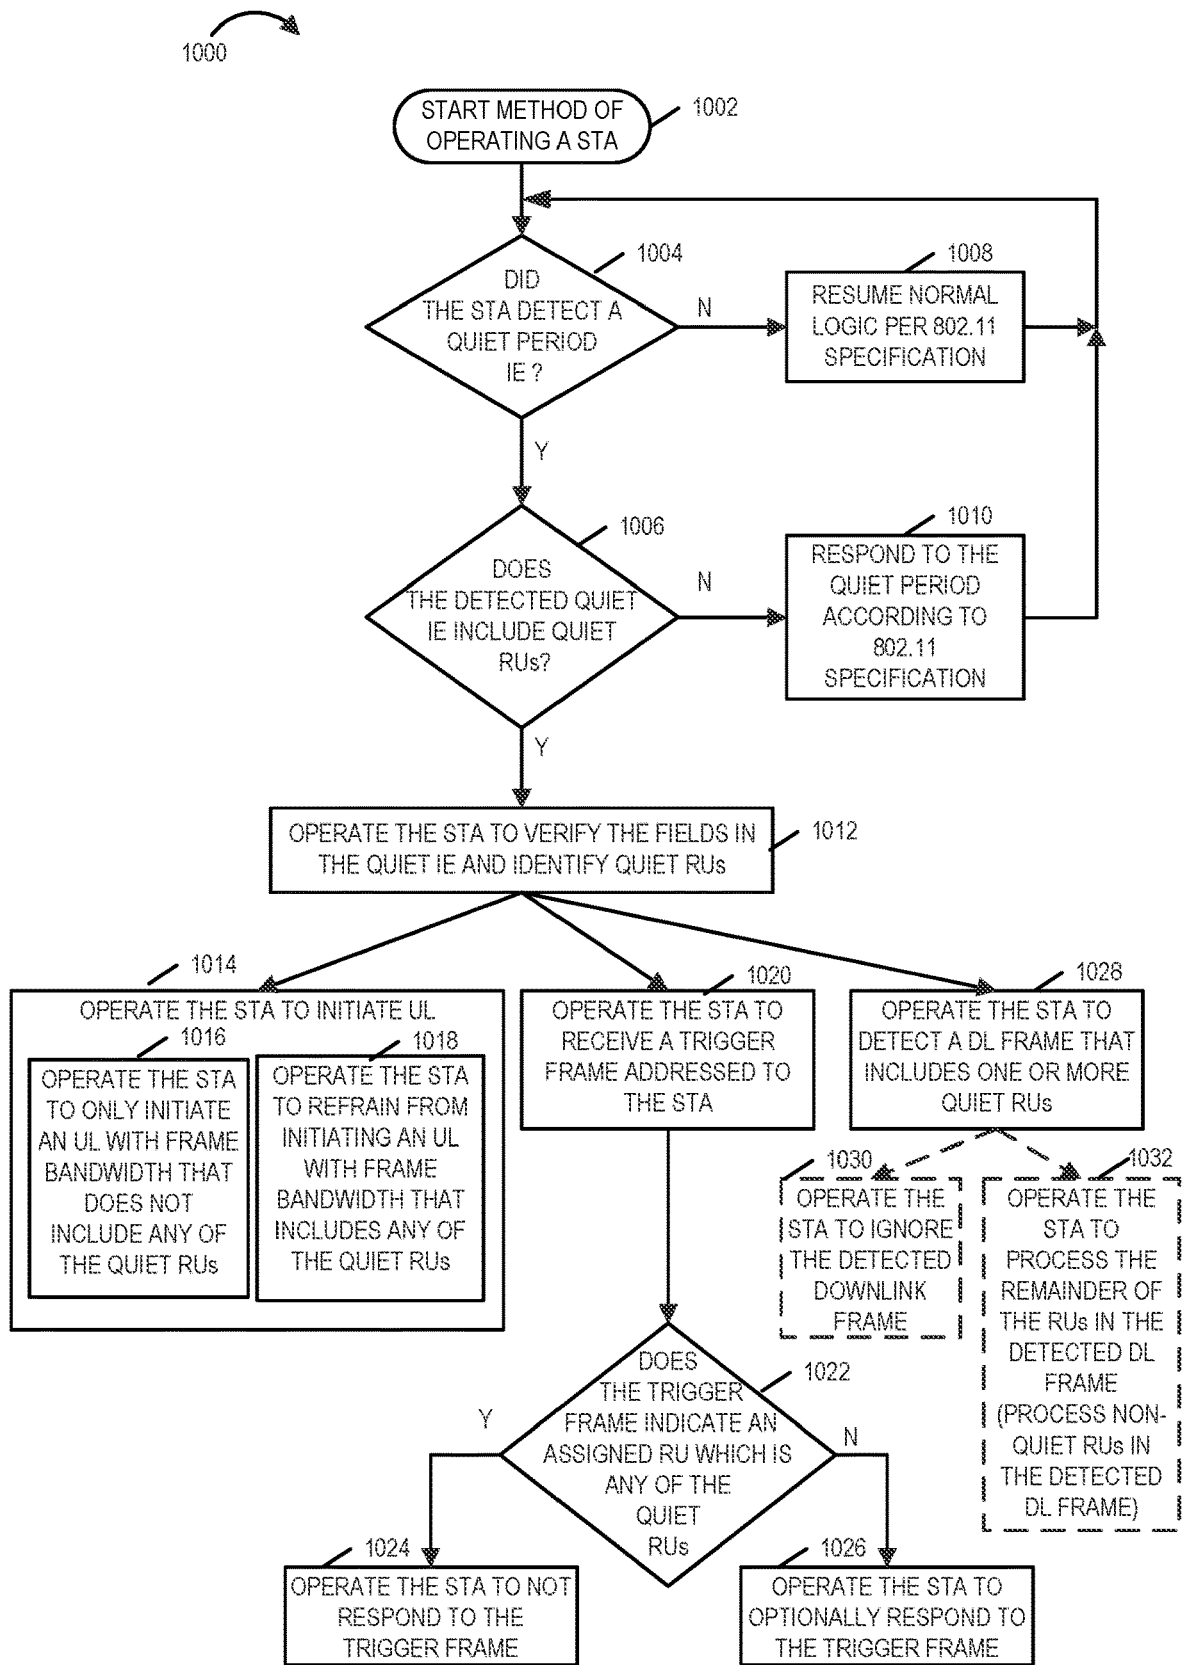 1000
START METHOD OF
OPERATING A STA
1002
DID
THE STA DETECT A
QUIET PERIOD
IE ?
1004
N
Y
1008
RESUME NORMAL
LOGIC PER 802.11
SPECIFICATION
DOES
THE DETECTED QUIET
IE INCLUDE QUIET
RUs?
1006
N
Y
1010
RESPOND TO THE
QUIET PERIOD
ACCORDING TO
802.11
SPECIFICATION
OPERATE THE STA TO VERIFY THE FIELDS IN
THE QUIET IE AND IDENTIFY QUIET RUs
1012
1014
OPERATE THE STA TO INITIATE UL
1016
OPERATE THE STA
TO ONLY INITIATE
AN UL WITH FRAME
BANDWIDTH THAT
DOES NOT
INCLUDE ANY OF
THE QUIET RUs
1018
OPERATE THE STA
TO REFRAIN FROM
INITIATING AN UL
WITH FRAME
BANDWIDTH THAT
INCLUDES ANY OF
THE QUIET RUs
1020
OPERATE THE STA TO
RECEIVE A TRIGGER
FRAME ADDRESSED TO
THE STA
1028
OPERATE THE STA TO
DETECT A DL FRAME THAT
INCLUDES ONE OR MORE
QUIET RUs
1030
OPERATE THE
STA TO IGNORE
THE DETECTED
DOWNLINK
FRAME
1032
OPERATE THE
STA TO
PROCESS THE
REMAINDER OF
THE RUs IN THE
DETECTED DL
FRAME
(PROCESS NON-
QUIET RUs IN
THE DETECTED
DL FRAME)
DOES
THE TRIGGER
FRAME INDICATE AN
ASSIGNED RU WHICH IS
ANY OF THE
QUIET
RUs
1022
Y
N
1024
OPERATE THE STA TO NOT
RESPOND TO THE
TRIGGER FRAME
1026
OPERATE THE STA TO
OPTIONALLY RESPOND TO
THE TRIGGER FRAME